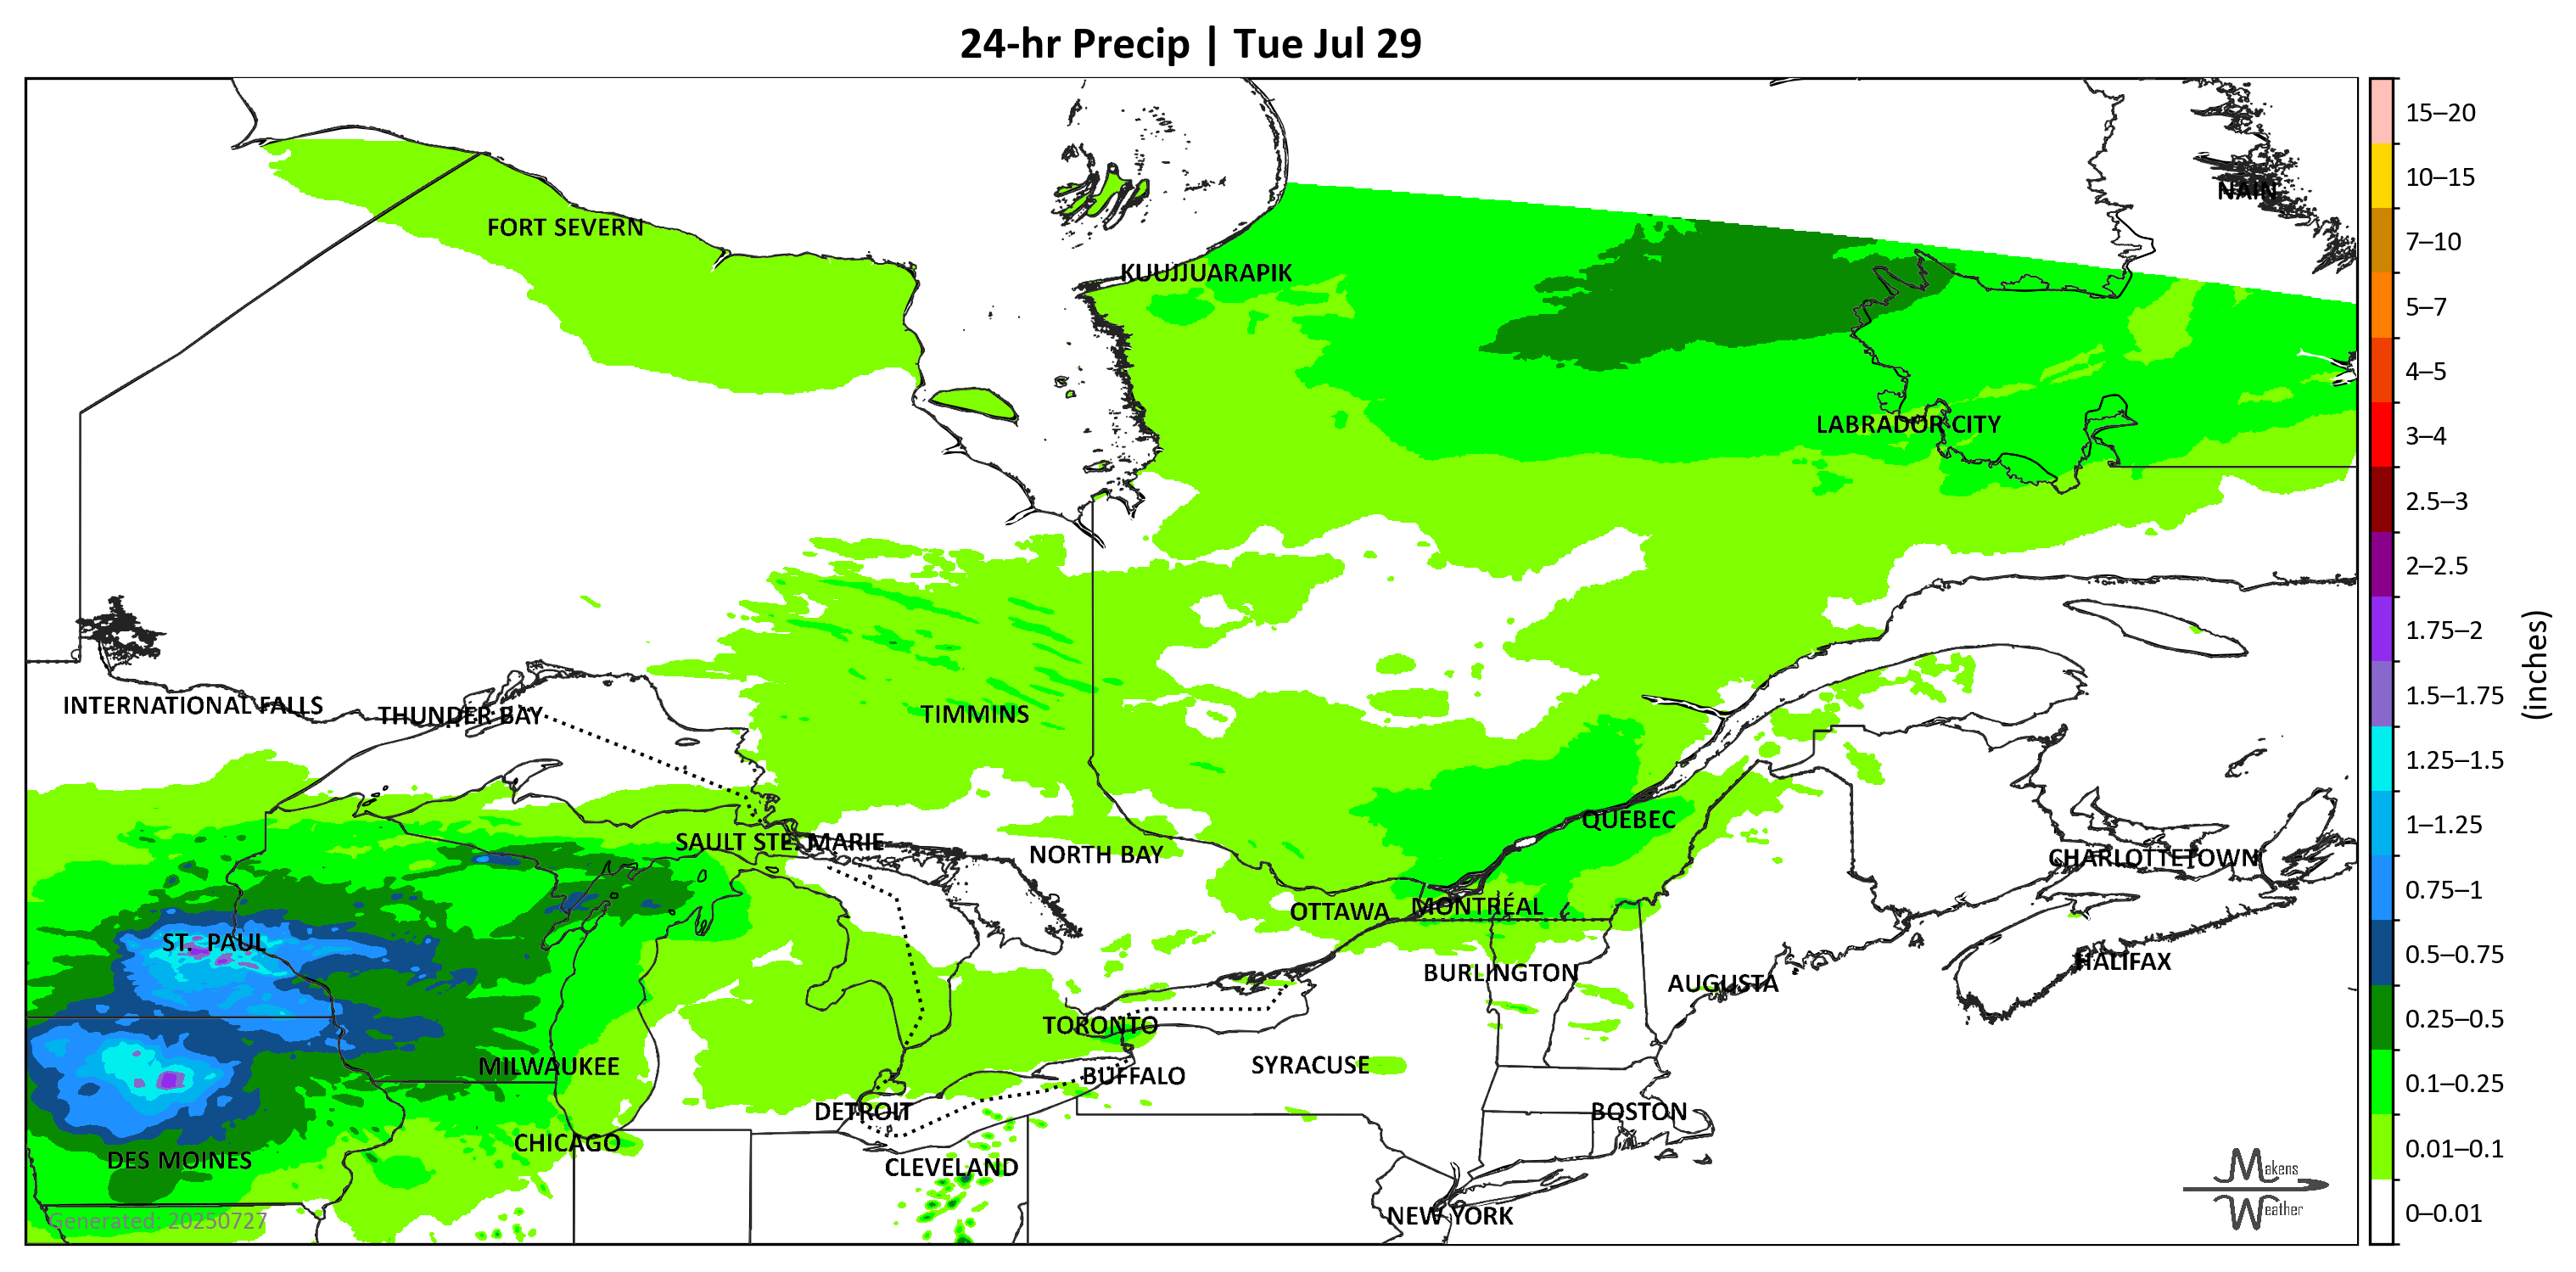 24-hr Precip | Tue Jul 29
15–20
10–15
NAIN
7–10
FORT SEVERN
KUUJJUARAPIK
5–7
4–5
LABRADOR CITY
3–4
2.5–3
2–2.5
1.75–2
(inches)
INTERNATIONAL FALLS
THUNDER BAY
TIMMINS
1.5–1.75
1.25–1.5
QUEBEC
1–1.25
SAULT STE. MARIE
NORTH BAY
CHARLOTTETOWN
0.75–1
OTTAWA
MONTRÉAL
ST. PAUL
0.5–0.75
HALIFAX
BURLINGTON
AUGUSTA
0.25–0.5
TORONTO
MILWAUKEE
SYRACUSE
BUFFALO
0.1–0.25
DETROIT
BOSTON
CHICAGO
0.01–0.1
DES MOINES
CLEVELAND
Makens
Weather
NEW YORK
0–0.01
Generated: 20250727